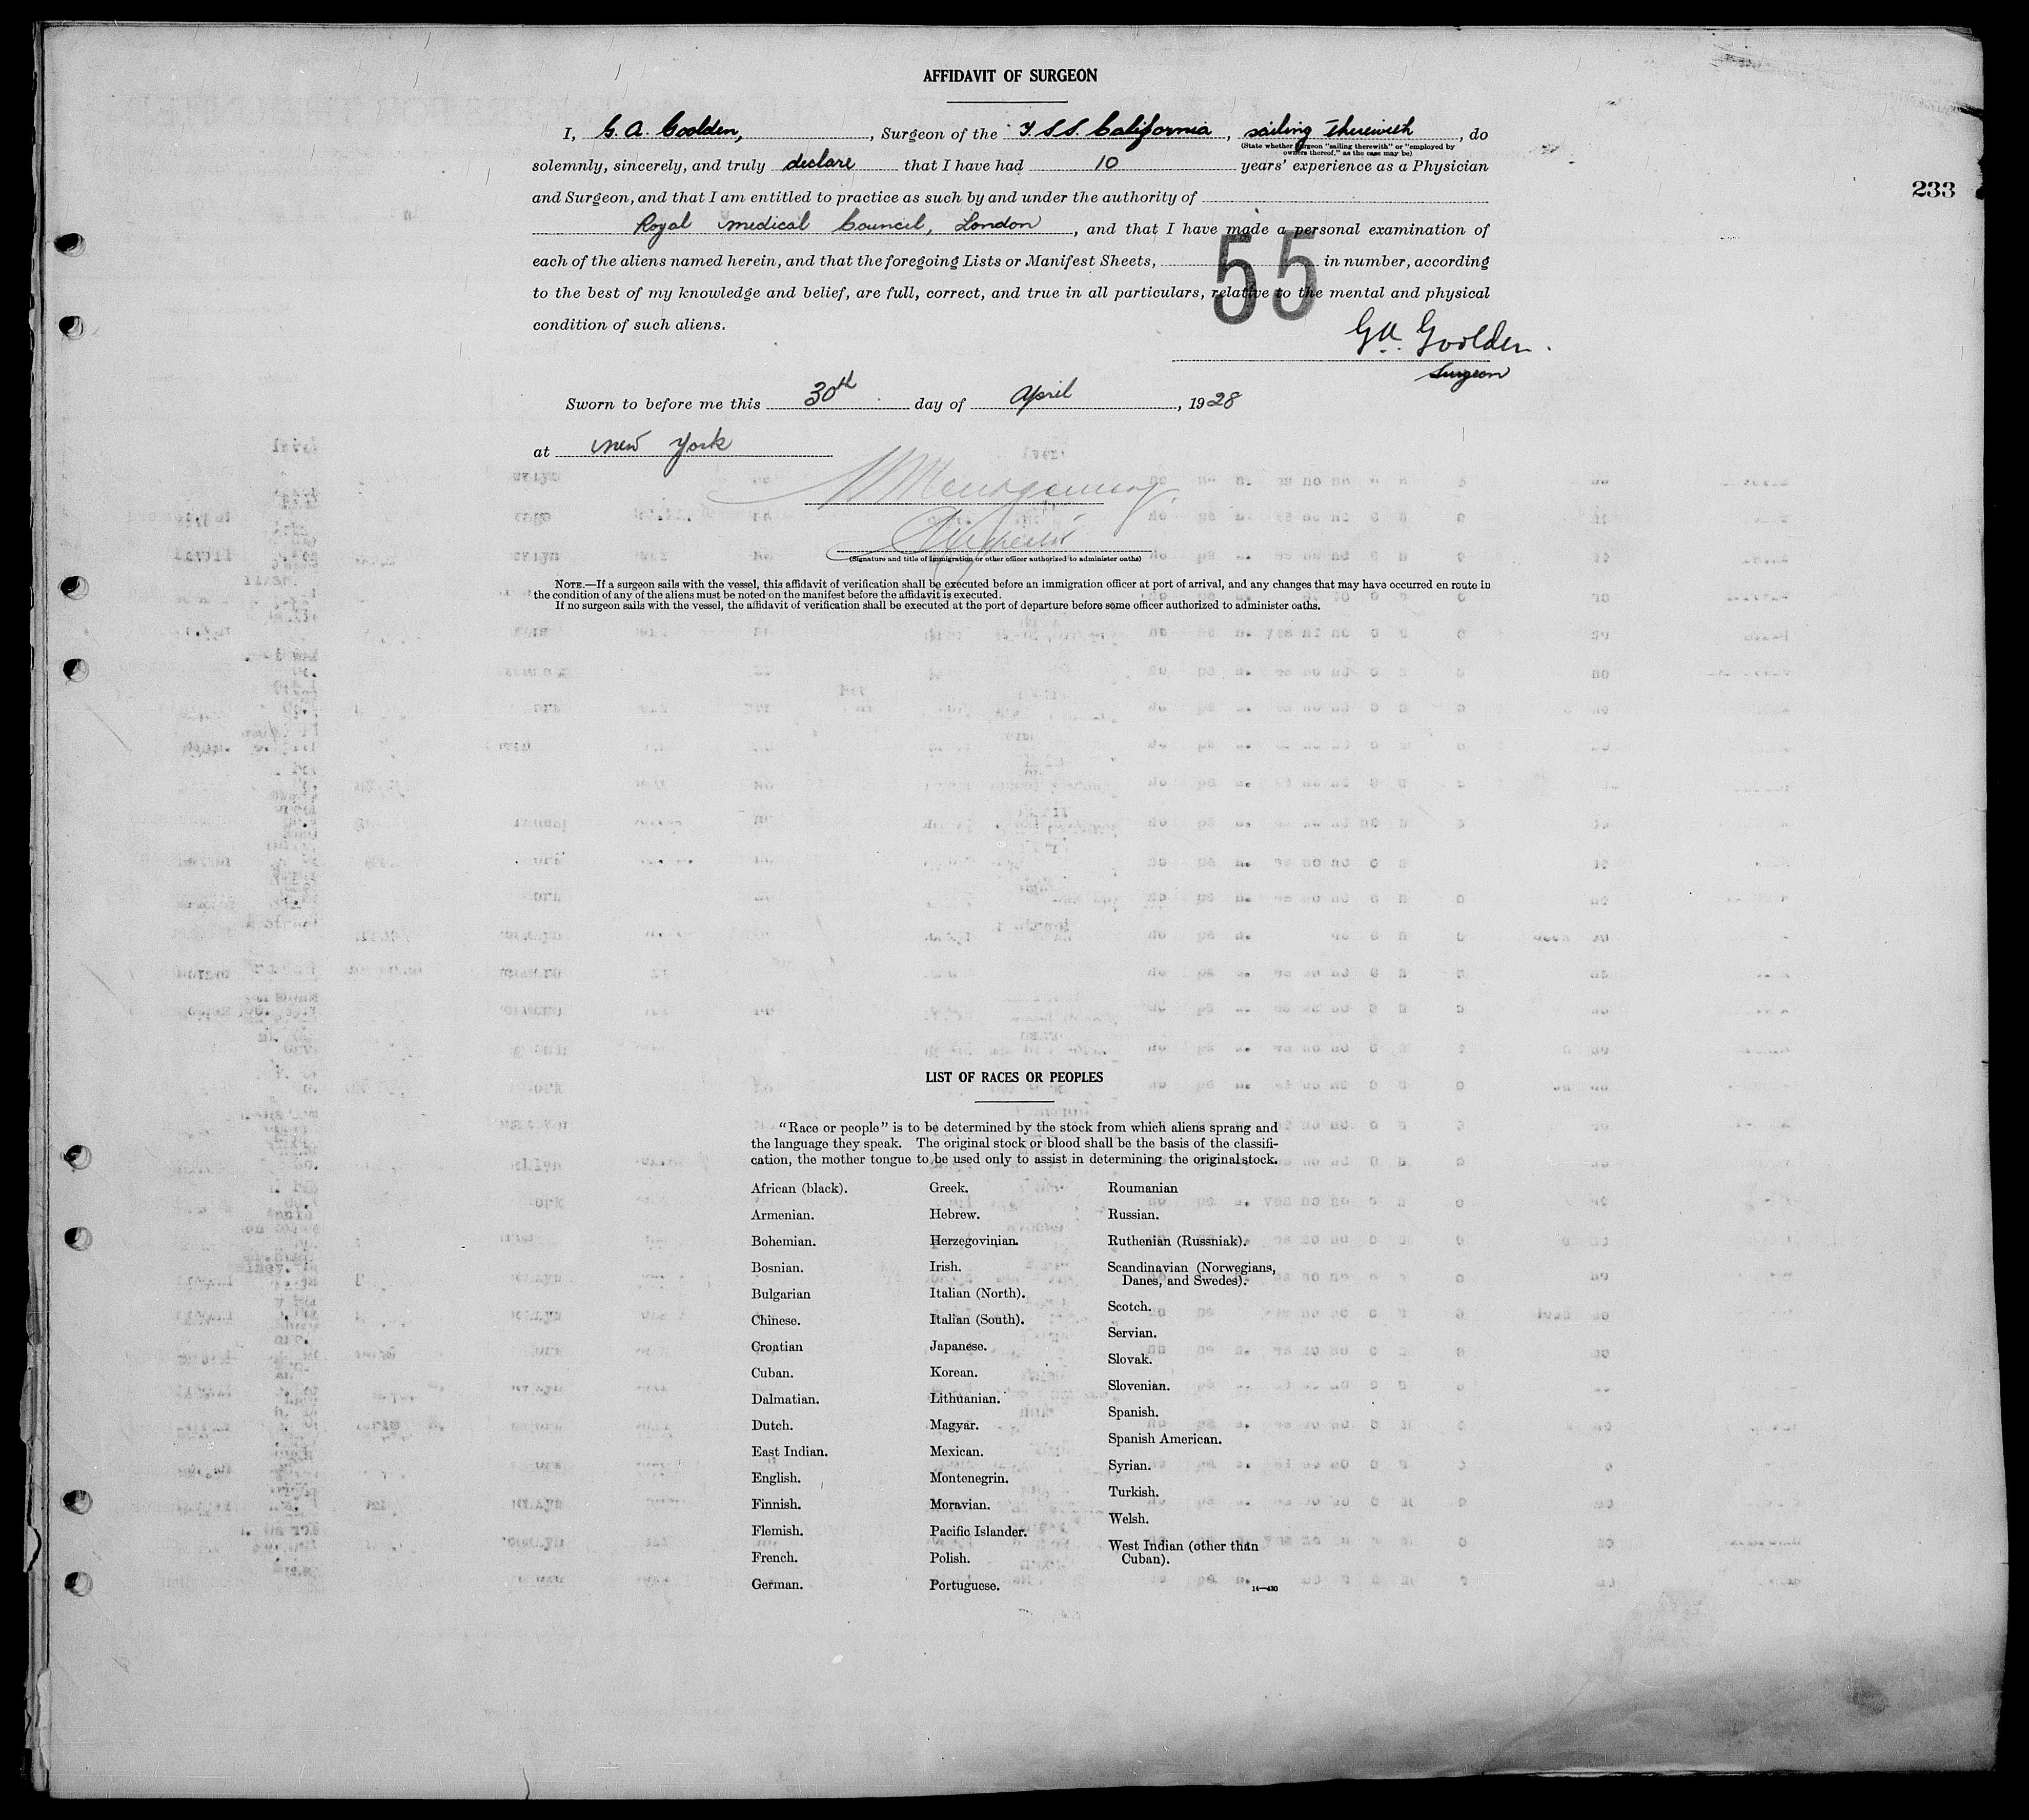 AFFIDAVIT OF SURGEON
I, G. A. Goolden, , Surgeon of the T.S.S. California , sailing therewith , do
(State whether surgeon "sailing therewith" or "employed by
owners thereof," as the case may be)
solemnly, sincerely, and truly declare that I have had 10 years' experience as a Physician
233
and Surgeon, and that I am entitled to practice as such by and under the authority of
Royal Medical Council, London , and that I have made a personal examination of
each of the aliens named herein, and that the foregoing Lists or Manifest Sheets, 55 in number, according
to the best of my knowledge and belief, are full, correct, and true in all particulars, relative to the mental and physical
condition of such aliens.
G A Goolden.
Surgeon
Sworn to before me this 30th day of April , 1928
at New York
Montgomery
(Signature and title of immigration or other officer authorized to administer oaths)
NOTE.—If a surgeon sails with the vessel, this affidavit of verification shall be executed before an immigration officer at port of arrival, and any changes that may have occurred en route in
the condition of any of the aliens must be noted on the manifest before the affidavit is executed.
If no surgeon sails with the vessel, the affidavit of verification shall be executed at the port of departure before some officer authorized to administer oaths.
LIST OF RACES OR PEOPLES
"Race or people" is to be determined by the stock from which aliens sprang and
the language they speak. The original stock or blood shall be the basis of the classifi-
cation, the mother tongue to be used only to assist in determining the original stock.
African (black).
Armenian.
Bohemian.
Bosnian.
Bulgarian
Chinese.
Croatian
Cuban.
Dalmatian.
Dutch.
East Indian.
English.
Finnish.
Flemish.
French.
German.
Greek.
Hebrew.
Herzegovinian.
Irish.
Italian (North).
Italian (South).
Japanese.
Korean.
Lithuanian.
Magyar.
Mexican.
Montenegrin.
Moravian.
Pacific Islander.
Polish.
Portuguese.
Roumanian
Russian.
Ruthenian (Russniak).
Scandinavian (Norwegians,
Danes, and Swedes).
Scotch.
Servian.
Slovak.
Slovenian.
Spanish.
Spanish American.
Syrian.
Turkish.
Welsh.
West Indian (other than
Cuban).
14—430